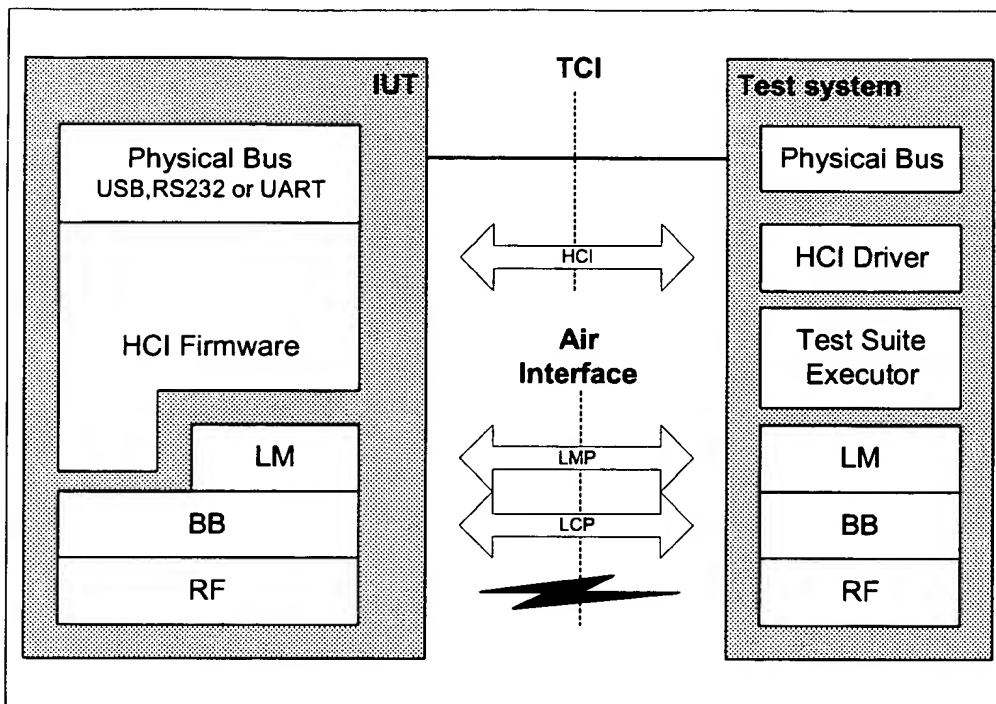 IUT
Physical Bus
USB,RS232 or UART
HCI Firmware
LM
BB
RF
TCI
HCI
Air
Interface
LMP
LCP
Test system
Physical Bus
HCI Driver
Test Suite
Executor
LM
BB
RF